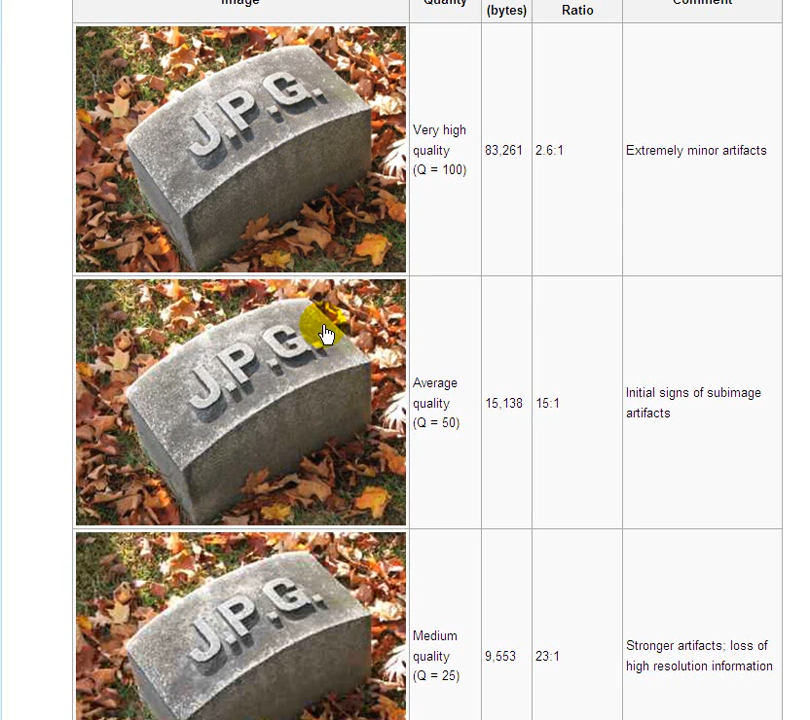 Image
Quality
(bytes)
Ratio
Comment
J.P.G.
Very high
quality
(Q = 100)
83,261
2.6:1
Extremely minor artifacts
J.P.G.
Average
quality
(Q = 50)
15,138
15:1
Initial signs of subimage
artifacts
J.P.G.
Medium
quality
(Q = 25)
9,553
23:1
Stronger artifacts; loss of
high resolution information